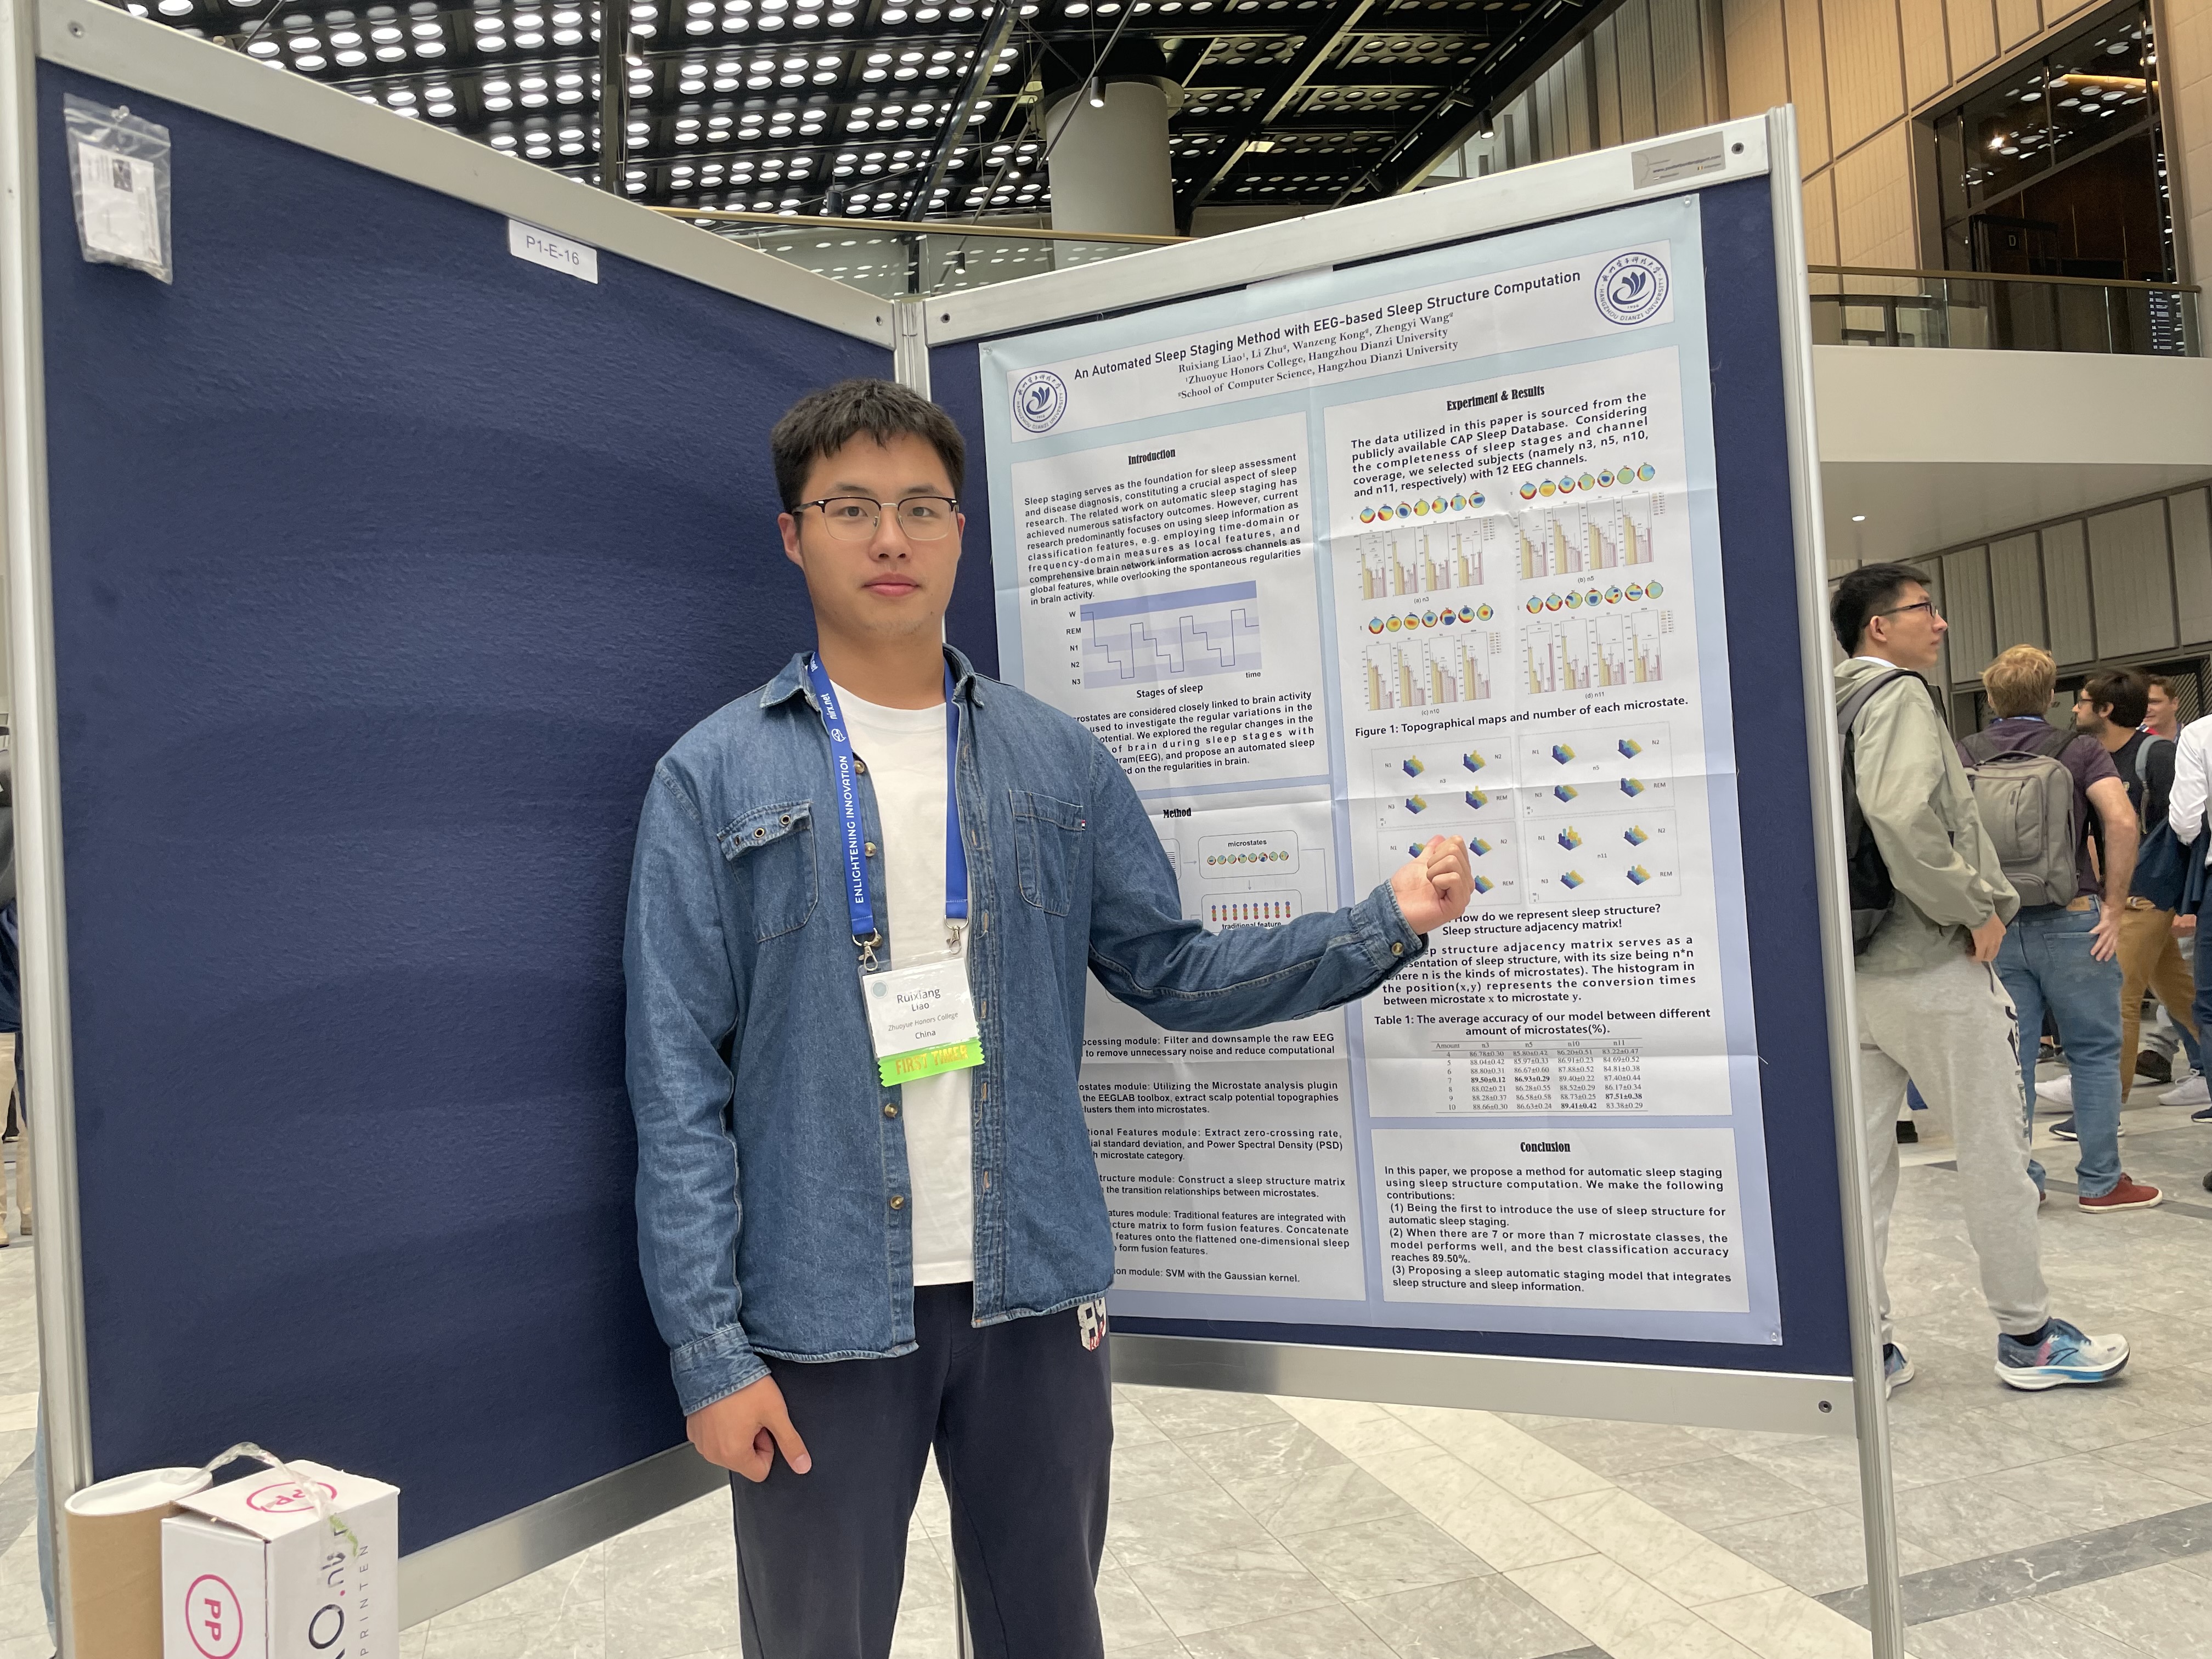 P1-E-16
An Automated Sleep Staging Method with EEG-based Sleep Structure Computation
Ruixiang Liao¹, Li Zhu², Wanzeng Kong², Zhengyi Wang²
¹Zhuoyue Honors College, Hangzhou Dianzi University
²School of Computer Science, Hangzhou Dianzi University
HANGZHOU DIANZI UNIVERSITY
Introduction
Sleep staging serves as the foundation for sleep assessment
and disease diagnosis, constituting a crucial aspect of sleep
research. The related work on automatic sleep staging has
achieved numerous satisfactory outcomes. However, current
research predominantly focuses on using sleep information as
classification features, e.g. employing time-domain or
frequency-domain measures as local features, and
comprehensive brain network information across channels as
global features, while overlooking the spontaneous regularities
in brain activity.
W
REM
N1
N2
N3
time
Stages of sleep
rostates are considered closely linked to brain activity
used to investigate the regular variations in the
otential. We explored the regular changes in the
of brain during sleep stages with
ram(EEG), and propose an automated sleep
ed on the regularities in brain.
Method
microstates
traditional feature
ocessing module: Filter and downsample the raw EEG
to remove unnecessary noise and reduce computational
ostates module: Utilizing the Microstate analysis plugin
the EEGLAB toolbox, extract scalp potential topographies
lusters them into microstates.
tional Features module: Extract zero-crossing rate,
ial standard deviation, and Power Spectral Density (PSD)
h microstate category.
tructure module: Construct a sleep structure matrix
the transition relationships between microstates.
atures module: Traditional features are integrated with
cture matrix to form fusion features. Concatenate
features onto the flattened one-dimensional sleep
form fusion features.
ion module: SVM with the Gaussian kernel.
Experiment & Results
The data utilized in this paper is sourced from the
publicly available CAP Sleep Database. Considering
the completeness of sleep stages and channel
coverage, we selected subjects (namely n3, n5, n10,
and n11, respectively) with 12 EEG channels.
(a) n3
(b) n5
(c) n10
(d) n11
Figure 1: Topographical maps and number of each microstate.
N1 N2
n3
N3 REM
N1 N2
n5
N3 REM
N1 N2
REM
N1 N2
n11
N3 REM
How do we represent sleep structure?
Sleep structure adjacency matrix!
ep structure adjacency matrix serves as a
esentation of sleep structure, with its size being n*n
here n is the kinds of microstates). The histogram in
the position(x,y) represents the conversion times
between microstate x to microstate y.
Table 1: The average accuracy of our model between different
amount of microstates(%).
Amount n3 n5 n10 n11
4 86.78±0.30 85.80±0.42 86.20±0.51 83.22±0.47
5 88.04±0.42 85.97±0.33 86.91±0.23 84.69±0.52
6 88.80±0.31 86.67±0.60 87.88±0.52 84.81±0.38
7 89.50±0.12 86.93±0.29 89.40±0.22 87.40±0.44
8 88.02±0.21 86.28±0.55 88.52±0.29 86.17±0.34
9 88.28±0.37 86.58±0.58 88.73±0.25 87.51±0.38
10 88.66±0.30 86.63±0.24 89.41±0.42 83.38±0.29
Conclusion
In this paper, we propose a method for automatic sleep staging
using sleep structure computation. We make the following
contributions:
(1) Being the first to introduce the use of sleep structure for
automatic sleep staging.
(2) When there are 7 or more than 7 microstate classes, the
model performs well, and the best classification accuracy
reaches 89.50%.
(3) Proposing a sleep automatic staging model that integrates
sleep structure and sleep information.
nirx.net
ENLIGHTENING INNOVATION
Ruixiang
Liao
Zhuoyue Honors College
China
FIRST TIMER
89
D
PP
PP
O.nl
PRINTEN